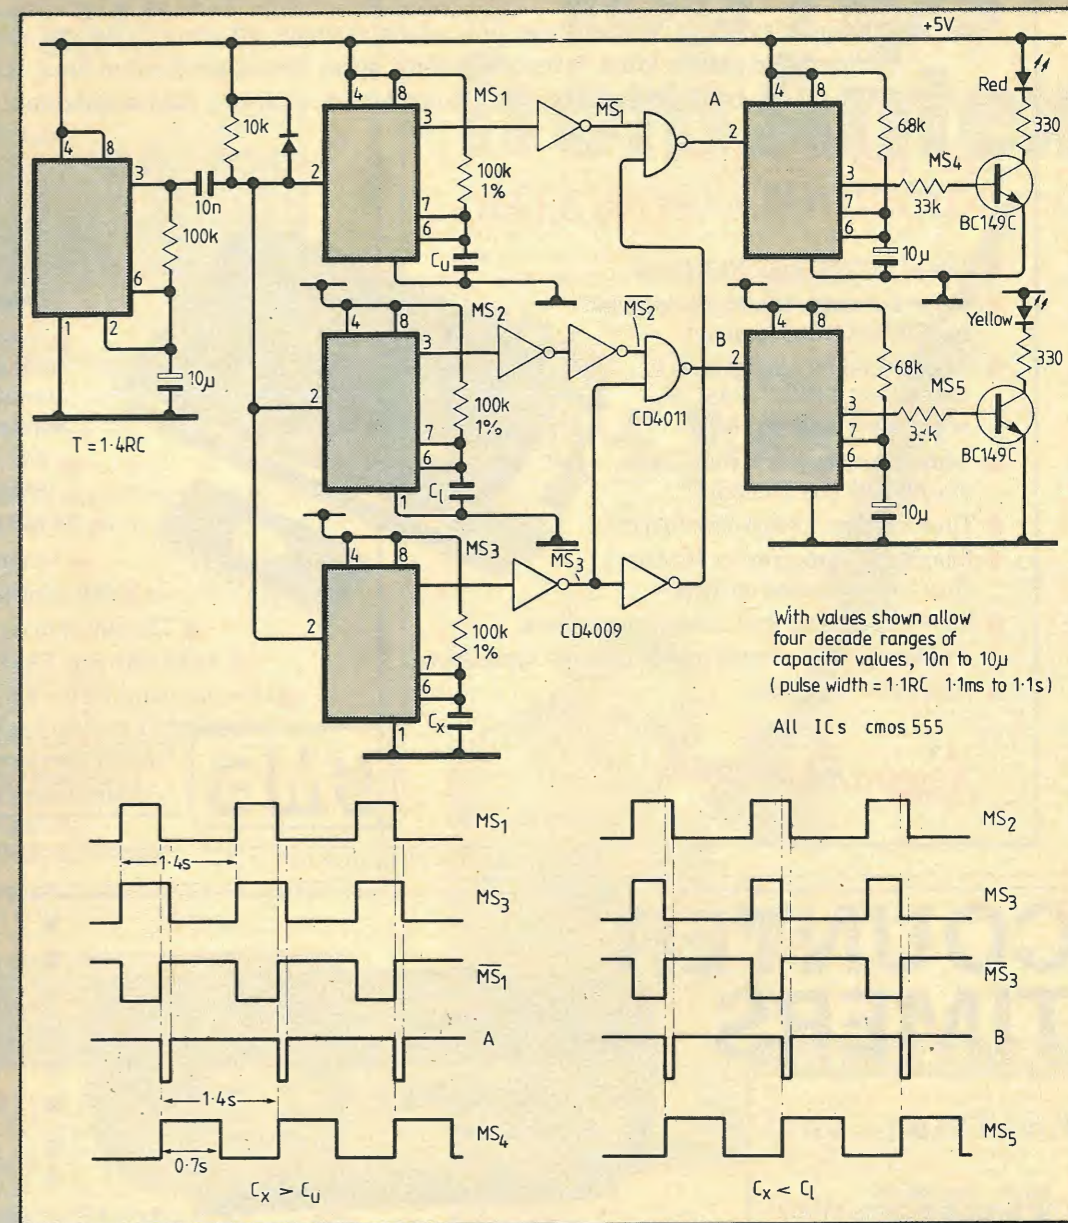 +5V
4
8
3
10k
10n
100k
6
1
2
10μ
T = 1·4RC
4
8
MS1
3
2
100k
1%
7
6
Cu
MS1
A
2
4
8
68k
3
MS4
33k
7
6
10μ
Red
330
BC149C
4
8
MS2
3
2
100k
1%
7
6
Cl
1
MS2
CD4011
B
2
4
8
68k
3
MS5
7
6
10μ
Yellow
330
BC149C
4
8
MS3
2
100k
1%
7
6
Cx
1
MS3
CD4009
With values shown allow
four decade ranges of
capacitor values, 10n to 10μ
(pulse width = 1·1RC 1·1ms to 1·1s)
All ICs cmos 555
MS1
1·4s
MS3
MS1
A
1·4s
MS4
0·7s
Cx > Cu
MS2
MS3
MS3
B
MS5
Cx < Cl